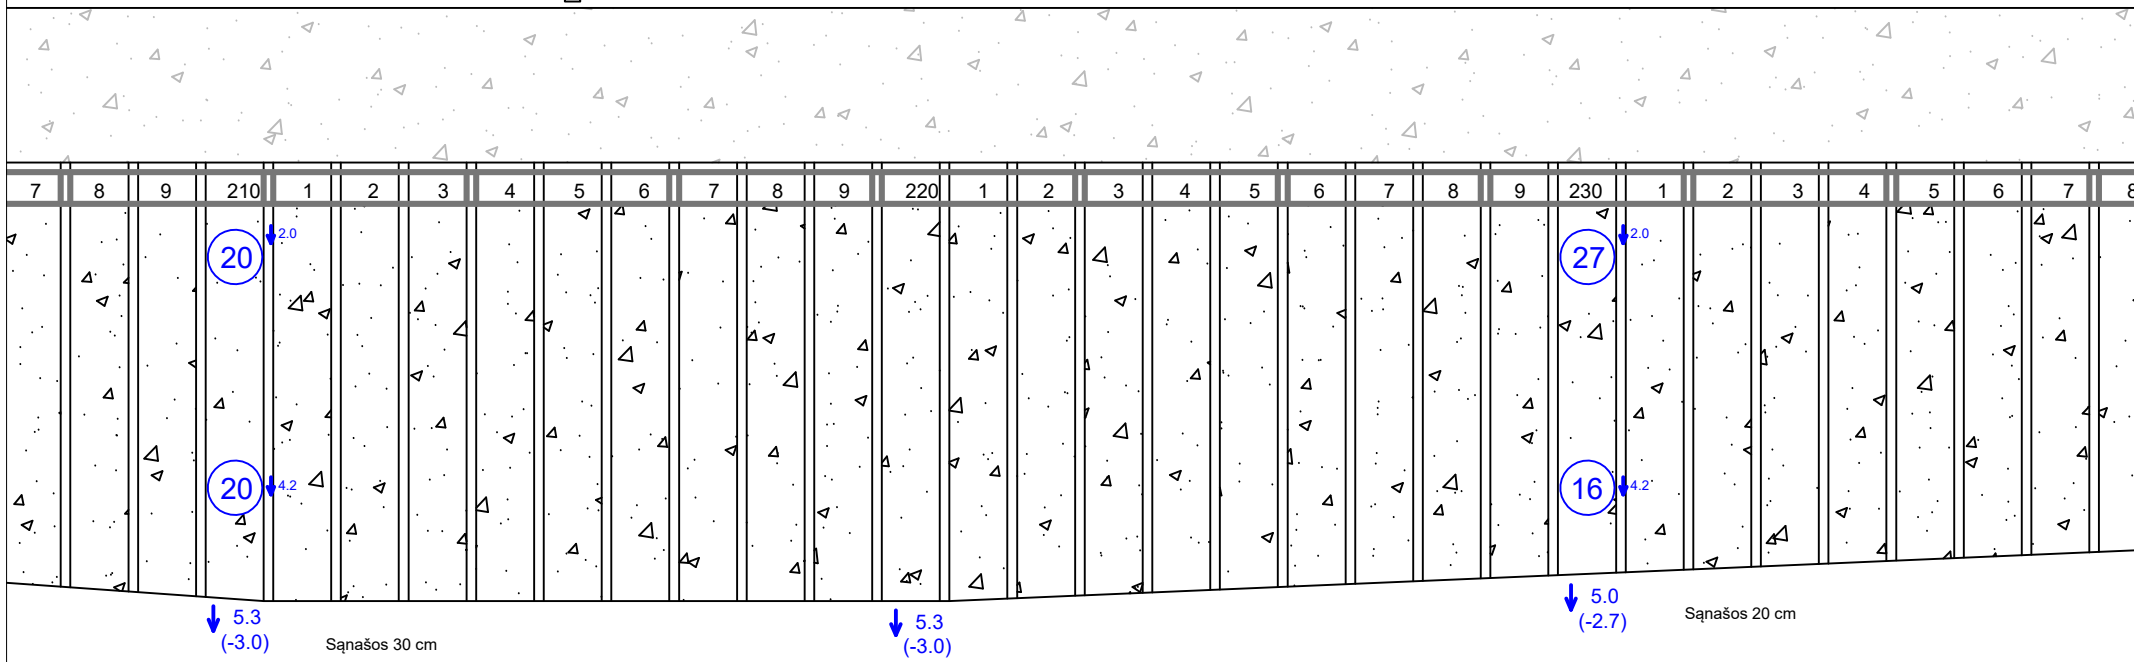 7 8 9 210 1 2 3 4 5 6 7 8 9 220 1 2 3 4 5 6 7 8 9 230 1 2 3 4 5 6 7 8
20 2.0 27 2.0
20 4.2 16 4.2
5.3 5.3 5.0
(-3.0) (-3.0) (-2.7)
Sąnašos 30 cm Sąnašos 20 cm